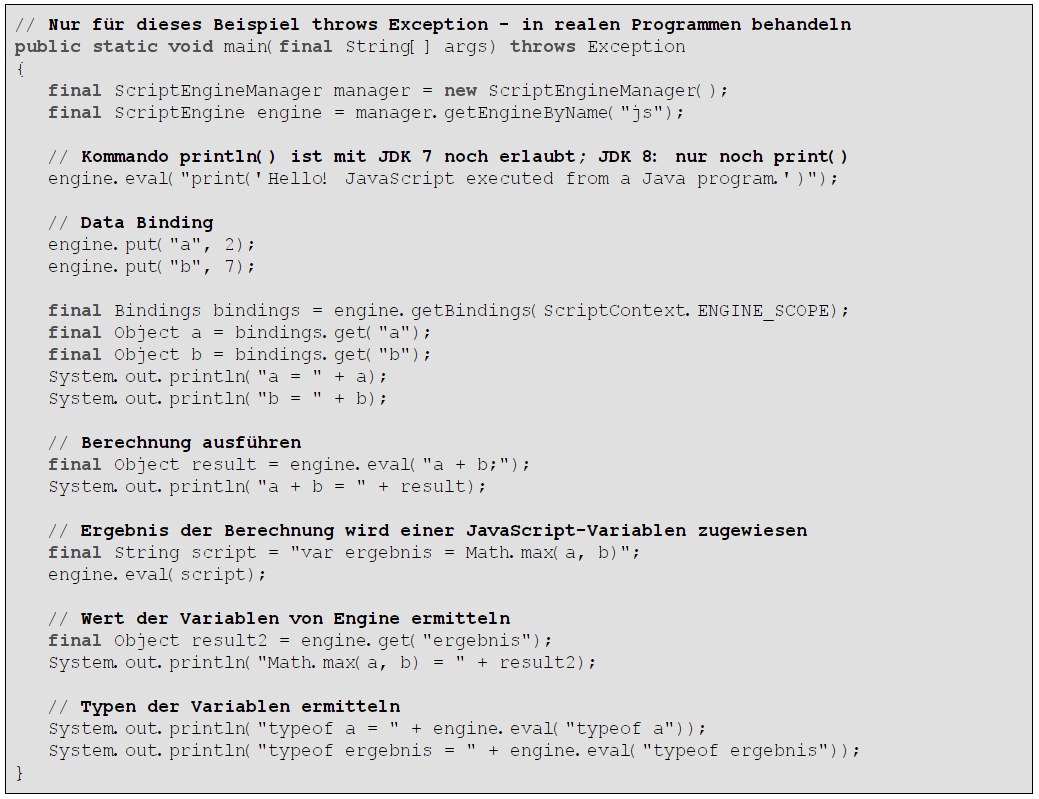 // Nur für dieses Beispiel throws Exception - in realen Programmen behandeln
public static void main(final String[] args) throws Exception
{
   final ScriptEngineManager manager = new ScriptEngineManager();
   final ScriptEngine engine = manager.getEngineByName("js");

   // Kommando println() ist mit JDK 7 noch erlaubt; JDK 8: nur noch print()
   engine.eval("print('Hello! JavaScript executed from a Java program.')");

   // Data Binding
   engine.put("a", 2);
   engine.put("b", 7);

   final Bindings bindings = engine.getBindings(ScriptContext.ENGINE_SCOPE);
   final Object a = bindings.get("a");
   final Object b = bindings.get("b");
   System.out.println("a = " + a);
   System.out.println("b = " + b);

   // Berechnung ausführen
   final Object result = engine.eval("a + b;");
   System.out.println("a + b = " + result);

   // Ergebnis der Berechnung wird einer JavaScript-Variablen zugewiesen
   final String script = "var ergebnis = Math.max(a, b)";
   engine.eval(script);

   // Wert der Variablen von Engine ermitteln
   final Object result2 = engine.get("ergebnis");
   System.out.println("Math.max(a, b) = " + result2);

   // Typen der Variablen ermitteln
   System.out.println("typeof a = " + engine.eval("typeof a"));
   System.out.println("typeof ergebnis = " + engine.eval("typeof ergebnis"));
}